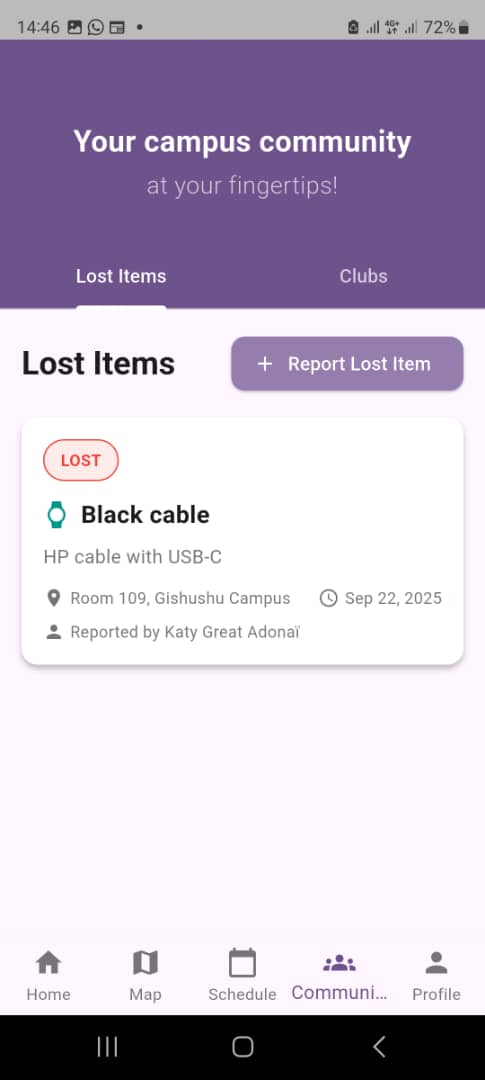 14:46 4G+ 72%
Your campus community
at your fingertips!
Lost Items Clubs
Lost Items + Report Lost Item
LOST
Black cable
HP cable with USB-C
Room 109, Gishushu Campus Sep 22, 2025
Reported by Katy Great Adonaï
Home Map Schedule Communi... Profile